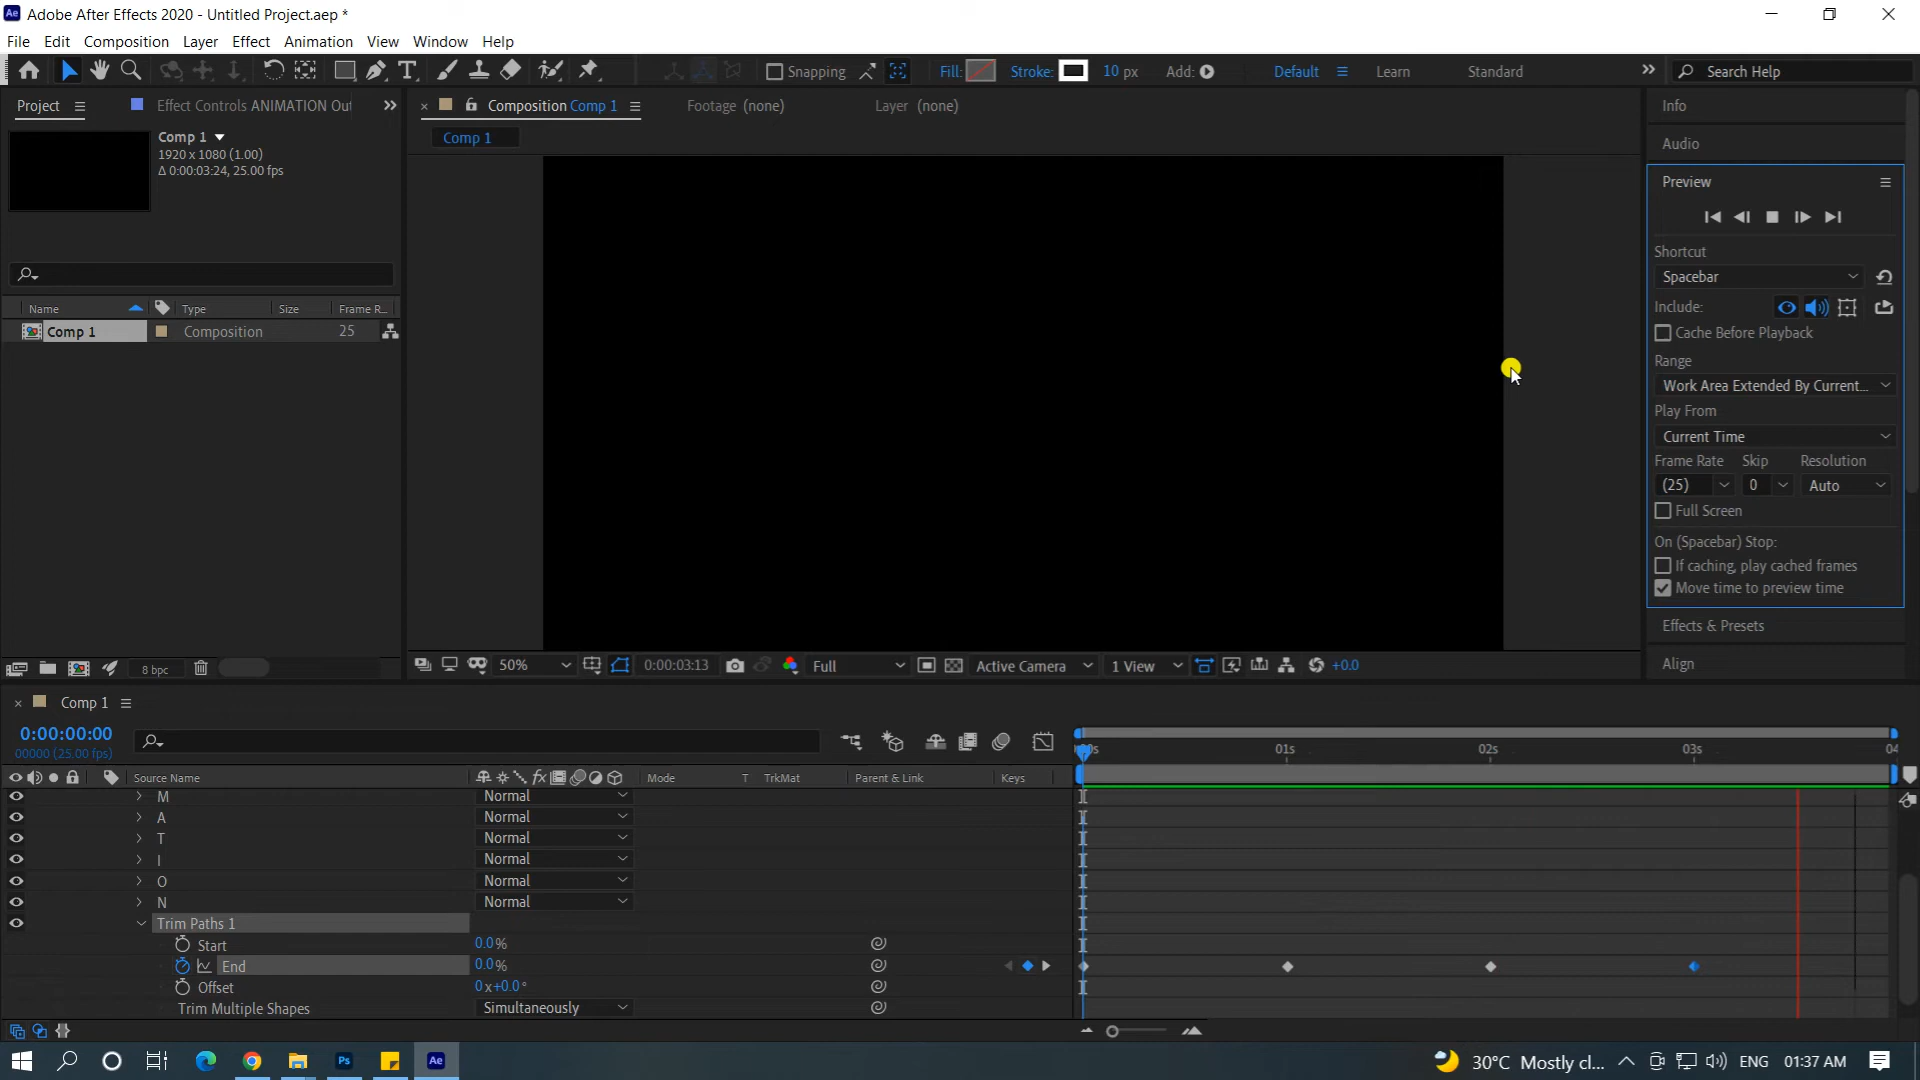 Adobe After Effects 2020 - Untitled Project.aep *
File Edit Composition Layer Effect Animation View Window Help
Snapping Fill: Stroke: 10 px Add: Default Learn Standard Search Help
Project Effect Controls ANIMATION Out Composition Comp 1 Footage (none) Layer (none) Info
Comp 1
1920 x 1080 (1.00)
Δ 0:00:03:24, 25.00 fps
Comp 1
Audio
Preview
Shortcut
Spacebar
Include:
Cache Before Playback
Range
Work Area Extended By Current...
Play From
Current Time
Frame Rate Skip Resolution
(25) 0 Auto
Full Screen
On (Spacebar) Stop:
If caching, play cached frames
Move time to preview time
Effects & Presets
Align
Name Type Size Frame R...
Comp 1 Composition 25
8 bpc
50% 0:00:03:13 Full Active Camera 1 View +0.0
Comp 1
0:00:00:00
00000 (25.00 fps)
01s 02s 03s 04
Source Name fx Mode T TrkMat Parent & Link Keys
M Normal
A Normal
T Normal
I Normal
O Normal
N Normal
Trim Paths 1
Start 0.0%
End 0.0%
Offset 0x+0.0°
Trim Multiple Shapes Simultaneously
Ps Ae 30°C Mostly cl... ENG 01:37 AM